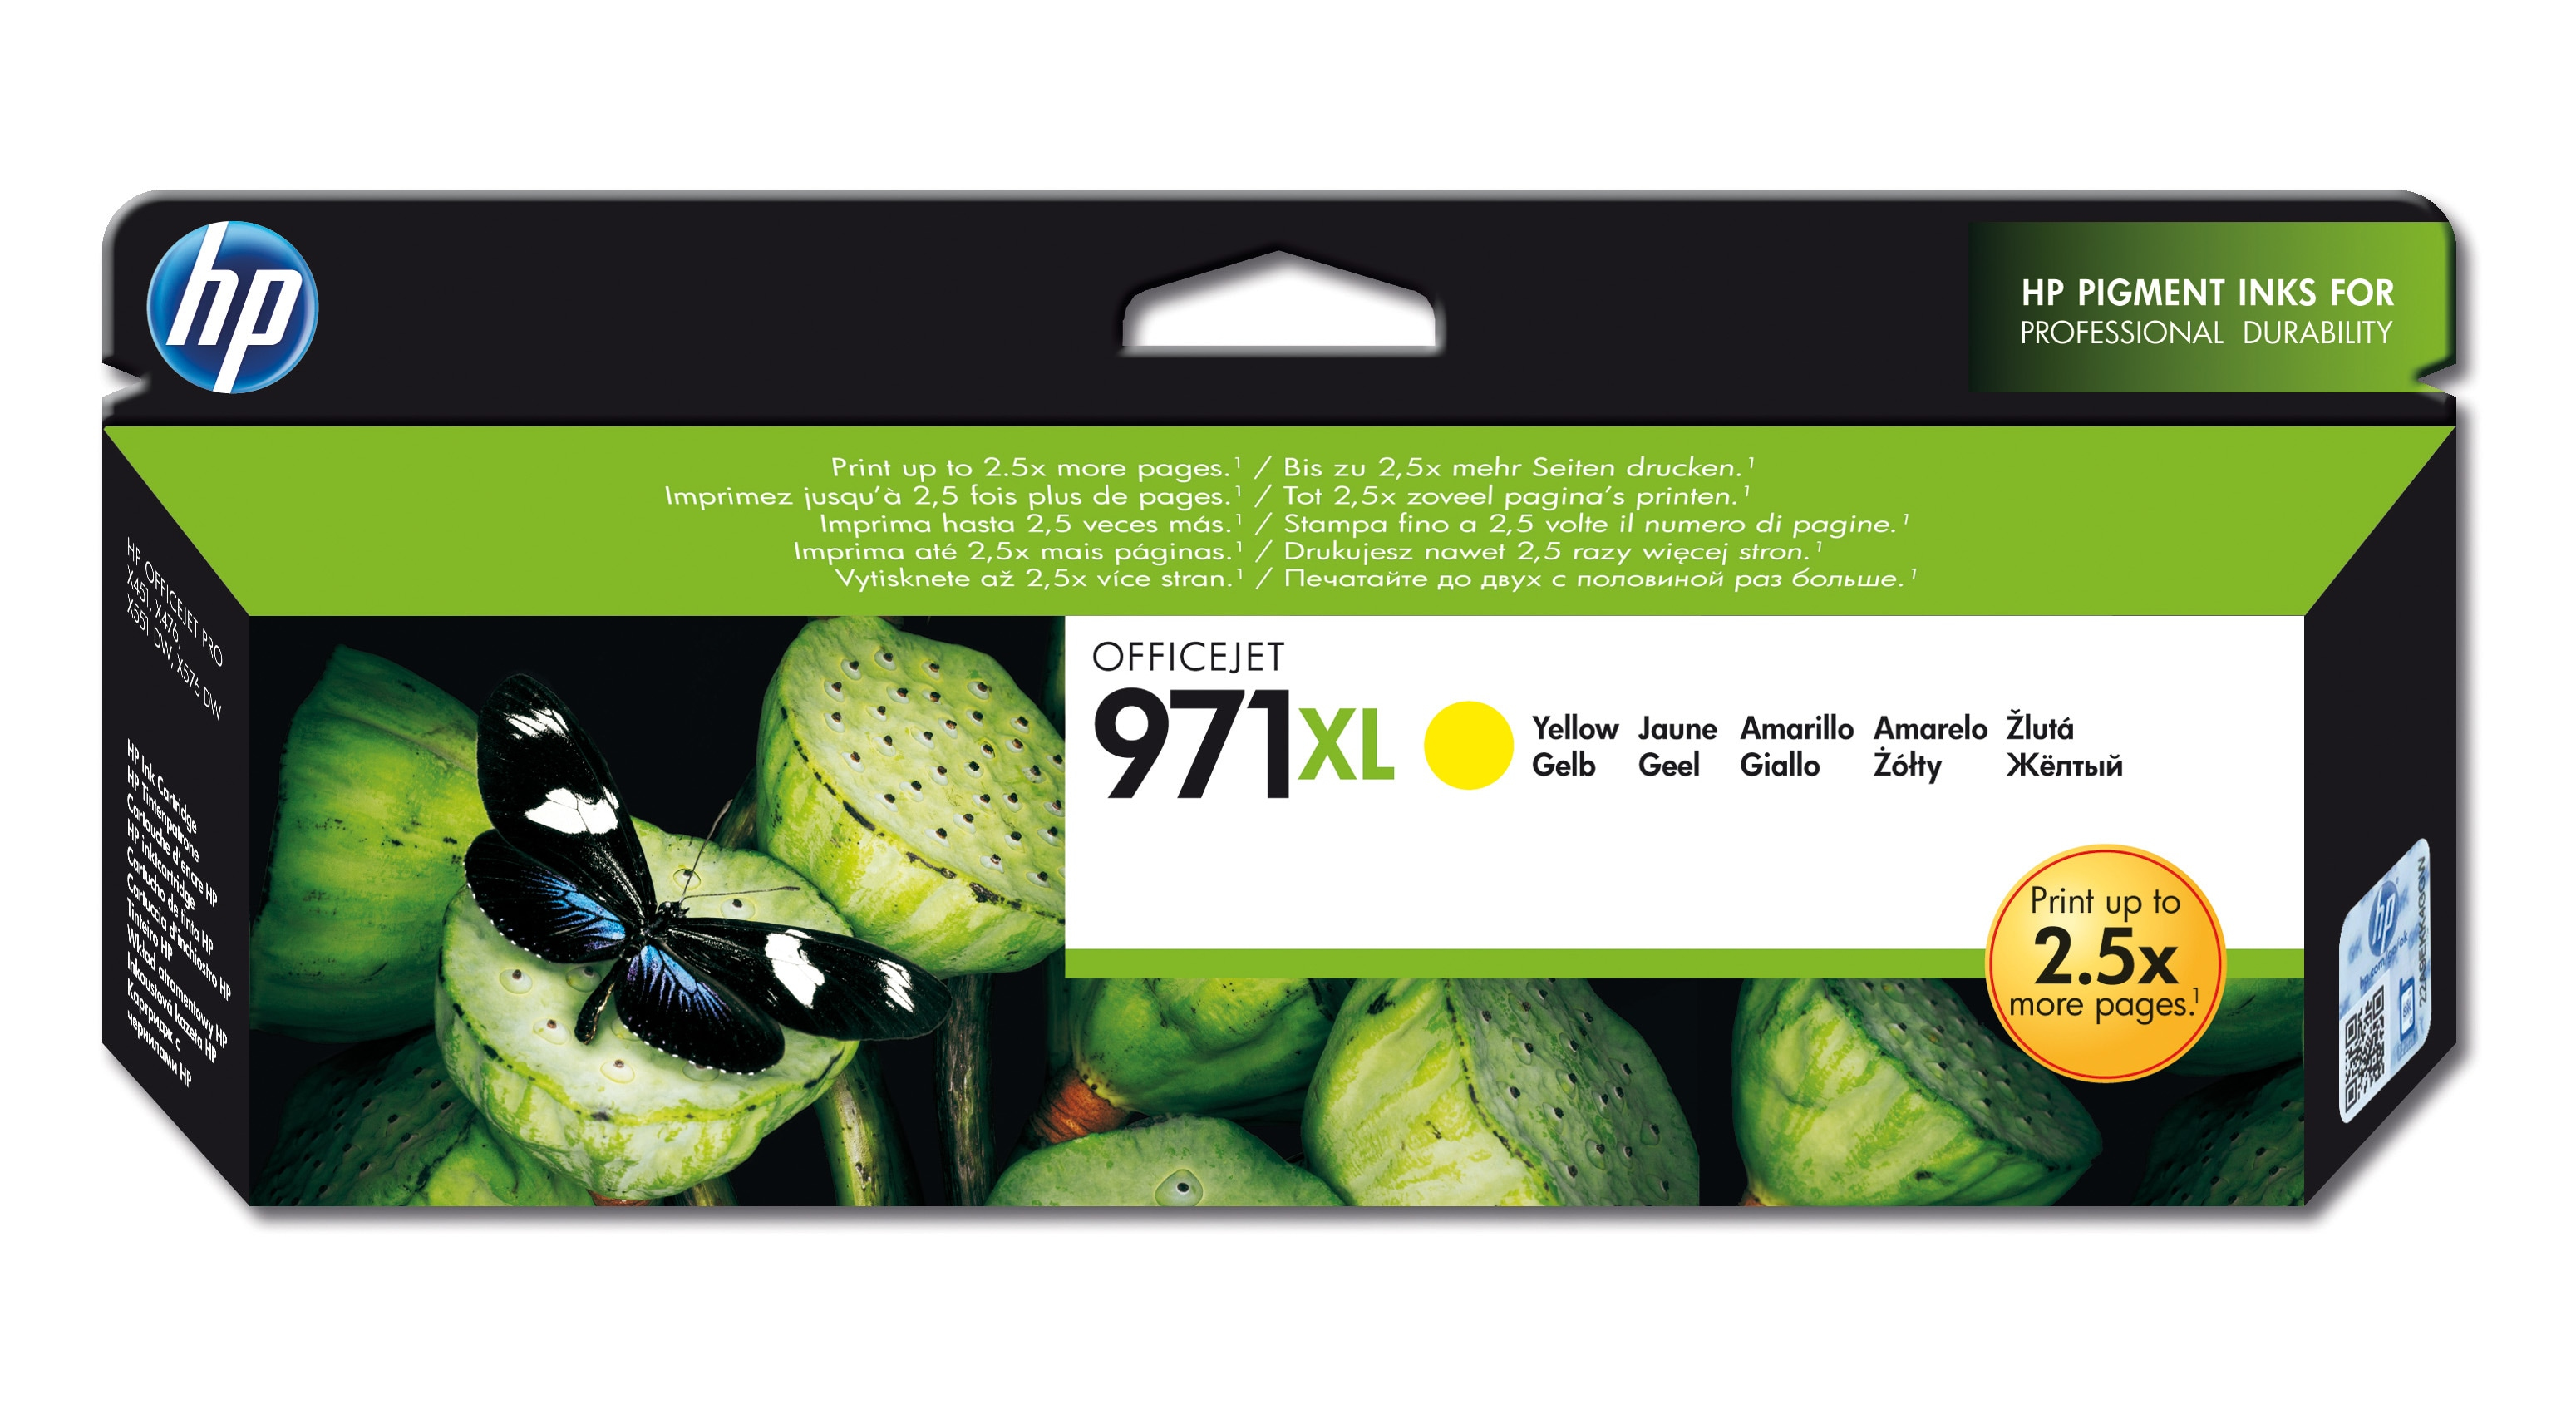 hp
HP PIGMENT INKS FOR
PROFESSIONAL DURABILITY
Print up to 2.5x more pages.¹ / Bis zu 2,5x mehr Seiten drucken.¹
Imprimez jusqu'à 2,5 fois plus de pages.¹ / Tot 2,5x zoveel pagina's printen.¹
Imprima hasta 2,5 veces más.¹ / Stampa fino a 2,5 volte il numero di pagine.¹
Imprima até 2,5x mais páginas.¹ / Drukujesz nawet 2,5 razy więcej stron.¹
Vytisknete až 2,5x více stran.¹ / Печатайте до двух с половиной раз больше.¹
HP OFFICEJET PRO
X451, X476,
X551 DW, X576 DW
HP Ink Cartridge
HP Tintenpatrone
Cartouche d'encre HP
HP inktcartridge
Cartucho de tinta HP
Cartuccia d'inchiostro HP
Tinteiro HP
Wkład atramentowy HP
Inkoustová kazeta HP
Картридж с
чернилами HP
OFFICEJET
971XL
Yellow Jaune Amarillo Amarelo Žlutá
Gelb Geel Giallo Żółty Жёлтый
Print up to
2.5x
more pages.¹
hp
hp.com/go/ok